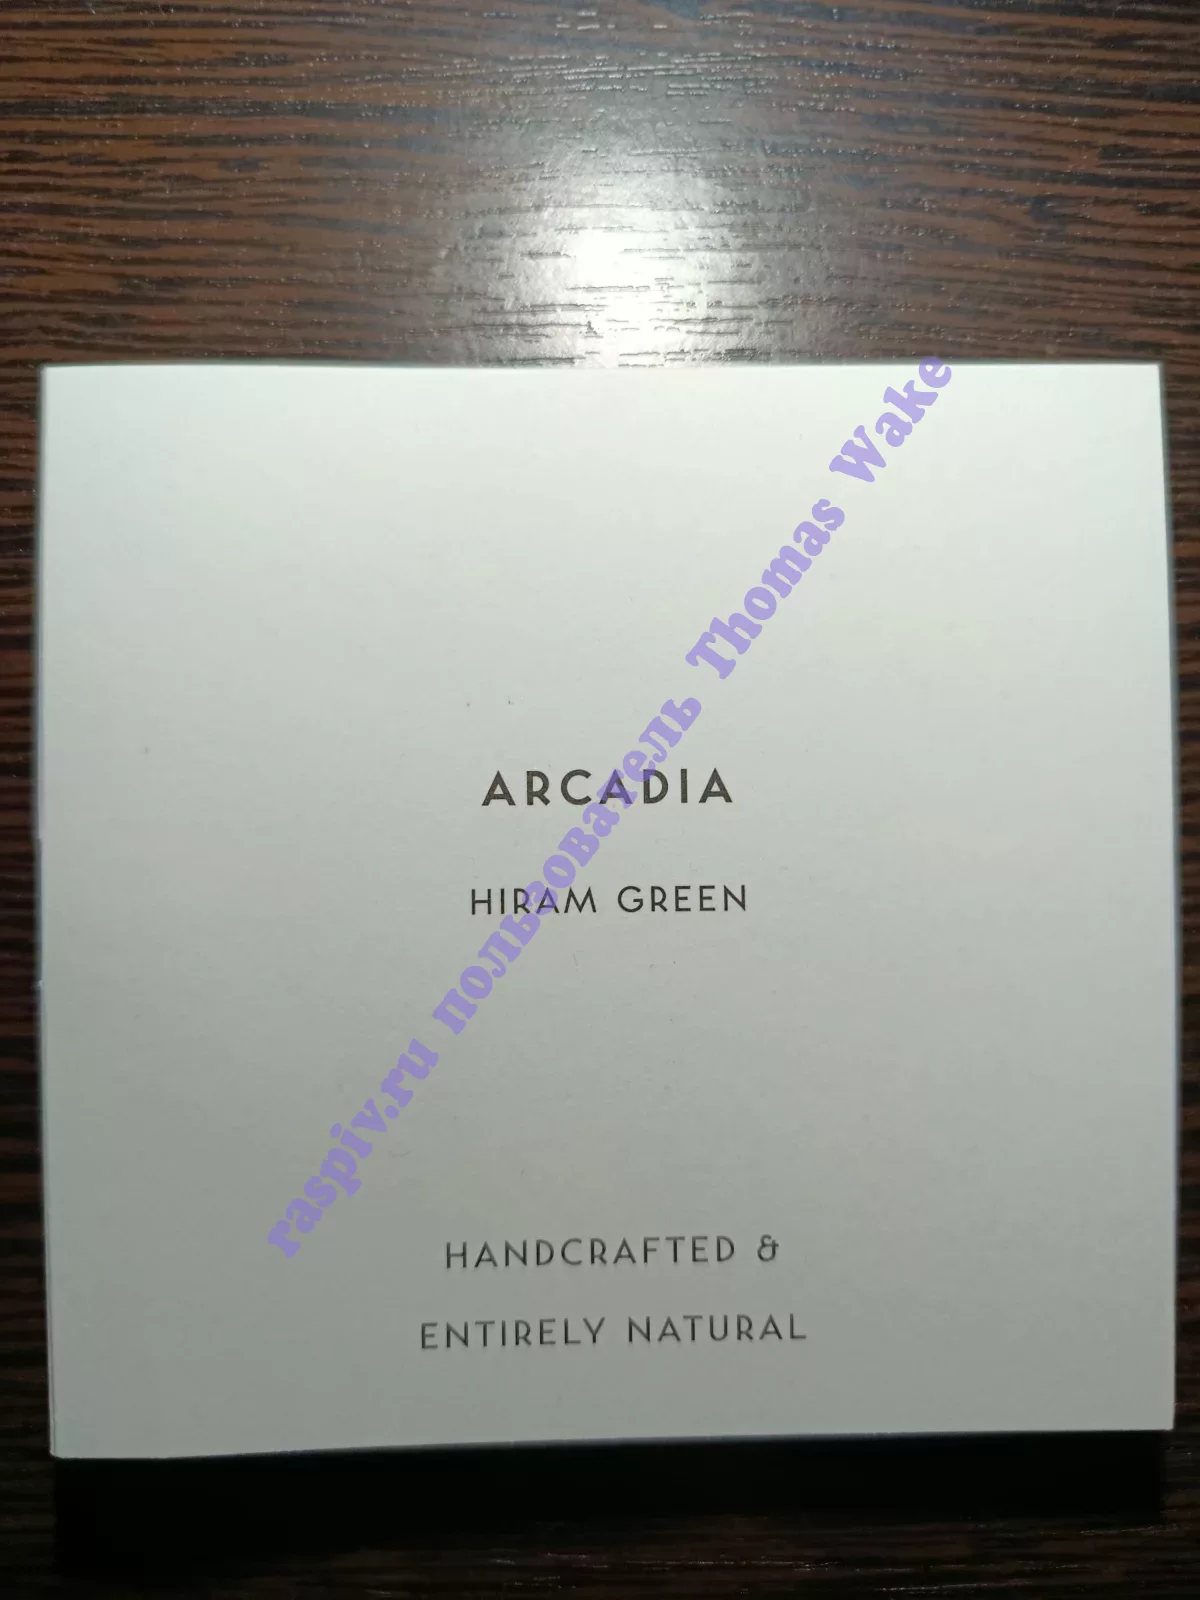 ARCADIA
HIRAM GREEN
HANDCRAFTED &
ENTIRELY NATURAL
raspiv.ru пользователь Thomas Wake